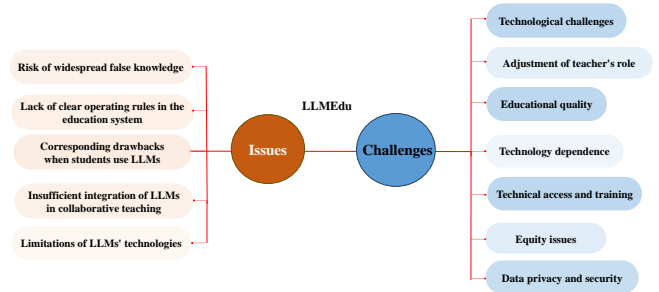 Risk of widespread false knowledge
Lack of clear operating rules in the
education system
Corresponding drawbacks
when students use LLMs
Insufficient integration of LLMs
in collaborative teaching
Limitations of LLMs' technologies
Issues
LLMEdu
Challenges
Technological challenges
Adjustment of teacher's role
Educational quality
Technology dependence
Technical access and training
Equity issues
Data privacy and security